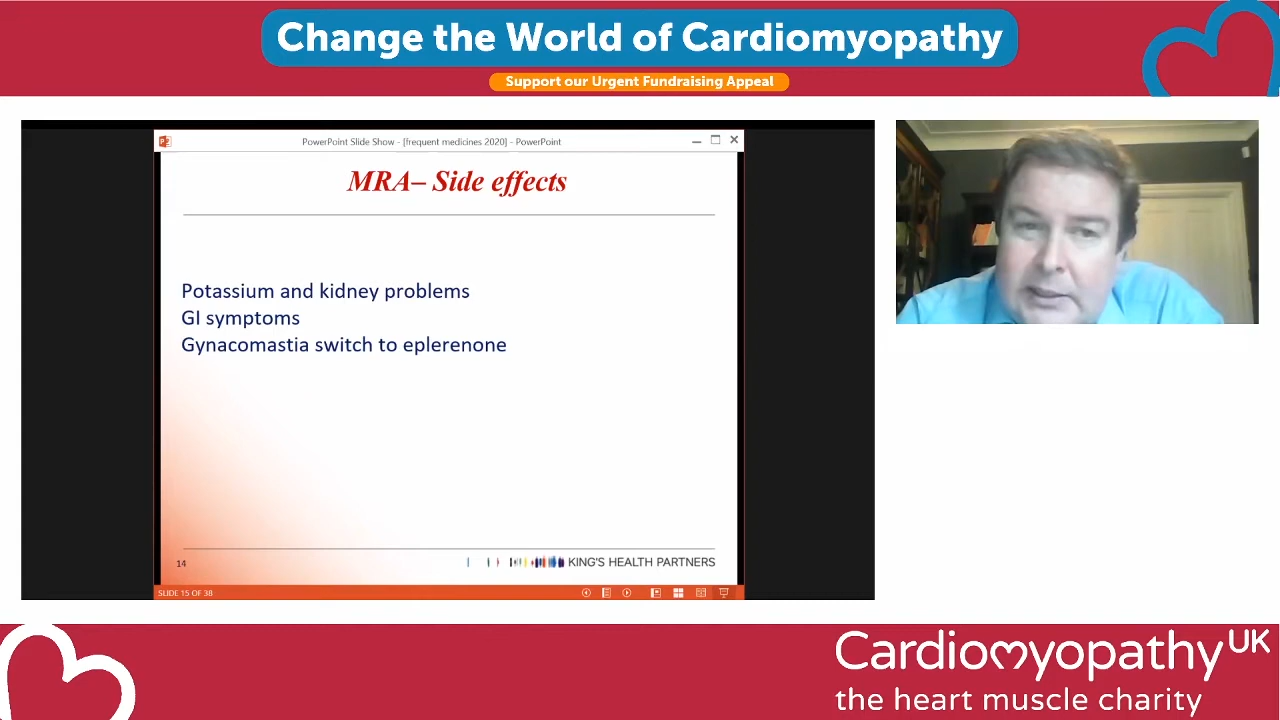 Change the World of Cardiomyopathy
Support our Urgent Fundraising Appeal
PowerPoint Slide Show - [frequent medicines 2020] - PowerPoint
MRA– Side effects
Potassium and kidney problems
GI symptoms
Gynacomastia switch to eplerenone
14
KING'S HEALTH PARTNERS
SLIDE 15 OF 38
Cardiomyopathy UK
the heart muscle charity